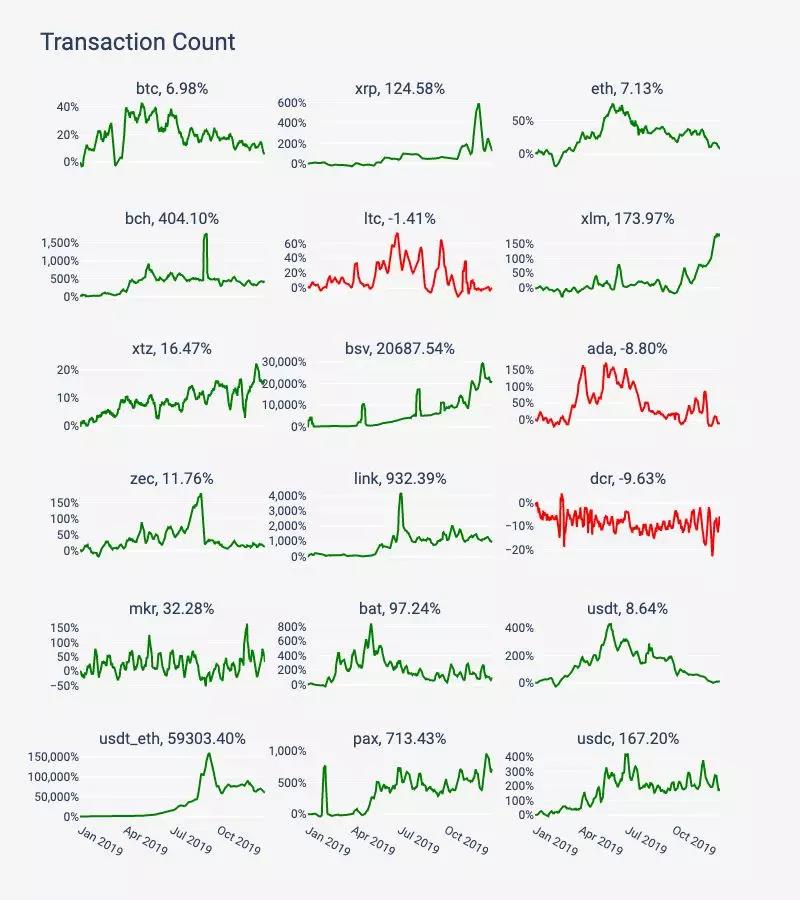 Transaction Count
btc, 6.98%
40%
20%
0%
xrp, 124.58%
600%
400%
200%
0%
eth, 7.13%
50%
0%
bch, 404.10%
1,500%
1,000%
500%
0%
ltc, -1.41%
60%
40%
20%
0%
xlm, 173.97%
150%
100%
50%
0%
xtz, 16.47%
20%
10%
0%
bsv, 20687.54%
30,000%
20,000%
10,000%
0%
ada, -8.80%
150%
100%
50%
0%
zec, 11.76%
150%
100%
50%
0%
link, 932.39%
4,000%
3,000%
2,000%
1,000%
0%
dcr, -9.63%
0%
−10%
−20%
mkr, 32.28%
150%
100%
50%
0%
−50%
bat, 97.24%
800%
600%
400%
200%
0%
usdt, 8.64%
400%
200%
0%
usdt_eth, 59303.40%
150,000%
100,000%
50,000%
0%
Jan 2019
Apr 2019
Jul 2019
Oct 2019
pax, 713.43%
1,000%
500%
0%
Jan 2019
Apr 2019
Jul 2019
Oct 2019
usdc, 167.20%
400%
300%
200%
100%
0%
Jan 2019
Apr 2019
Jul 2019
Oct 2019